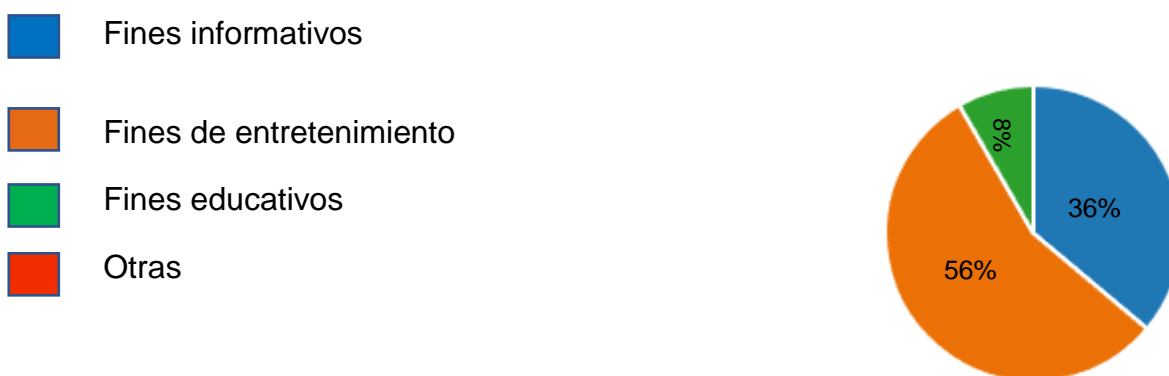 Fines informativos
Fines de entretenimiento
Fines educativos
Otras
8%
36%
56%